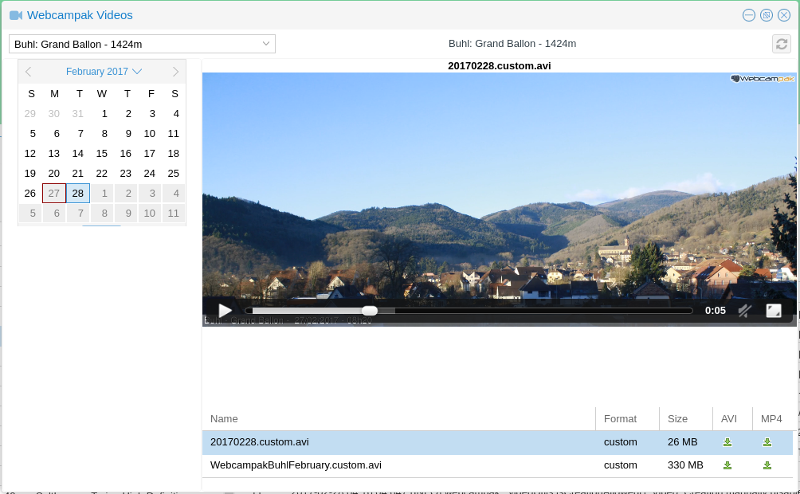 Webcampak Videos
Buhl: Grand Ballon - 1424m
Buhl: Grand Ballon - 1424m
February 2017
20170228.custom.avi
webcampak
S M T W T F S
29 30 31 1 2 3 4
5 6 7 8 9 10 11
12 13 14 15 16 17 18
19 20 21 22 23 24 25
26 27 28 1 2 3 4
5 6 7 8 9 10 11
0:05
Buhl: Grand Ballon
Name Format Size AVI MP4
20170228.custom.avi custom 26 MB
WebcampakBuhlFebruary.custom.avi custom 330 MB